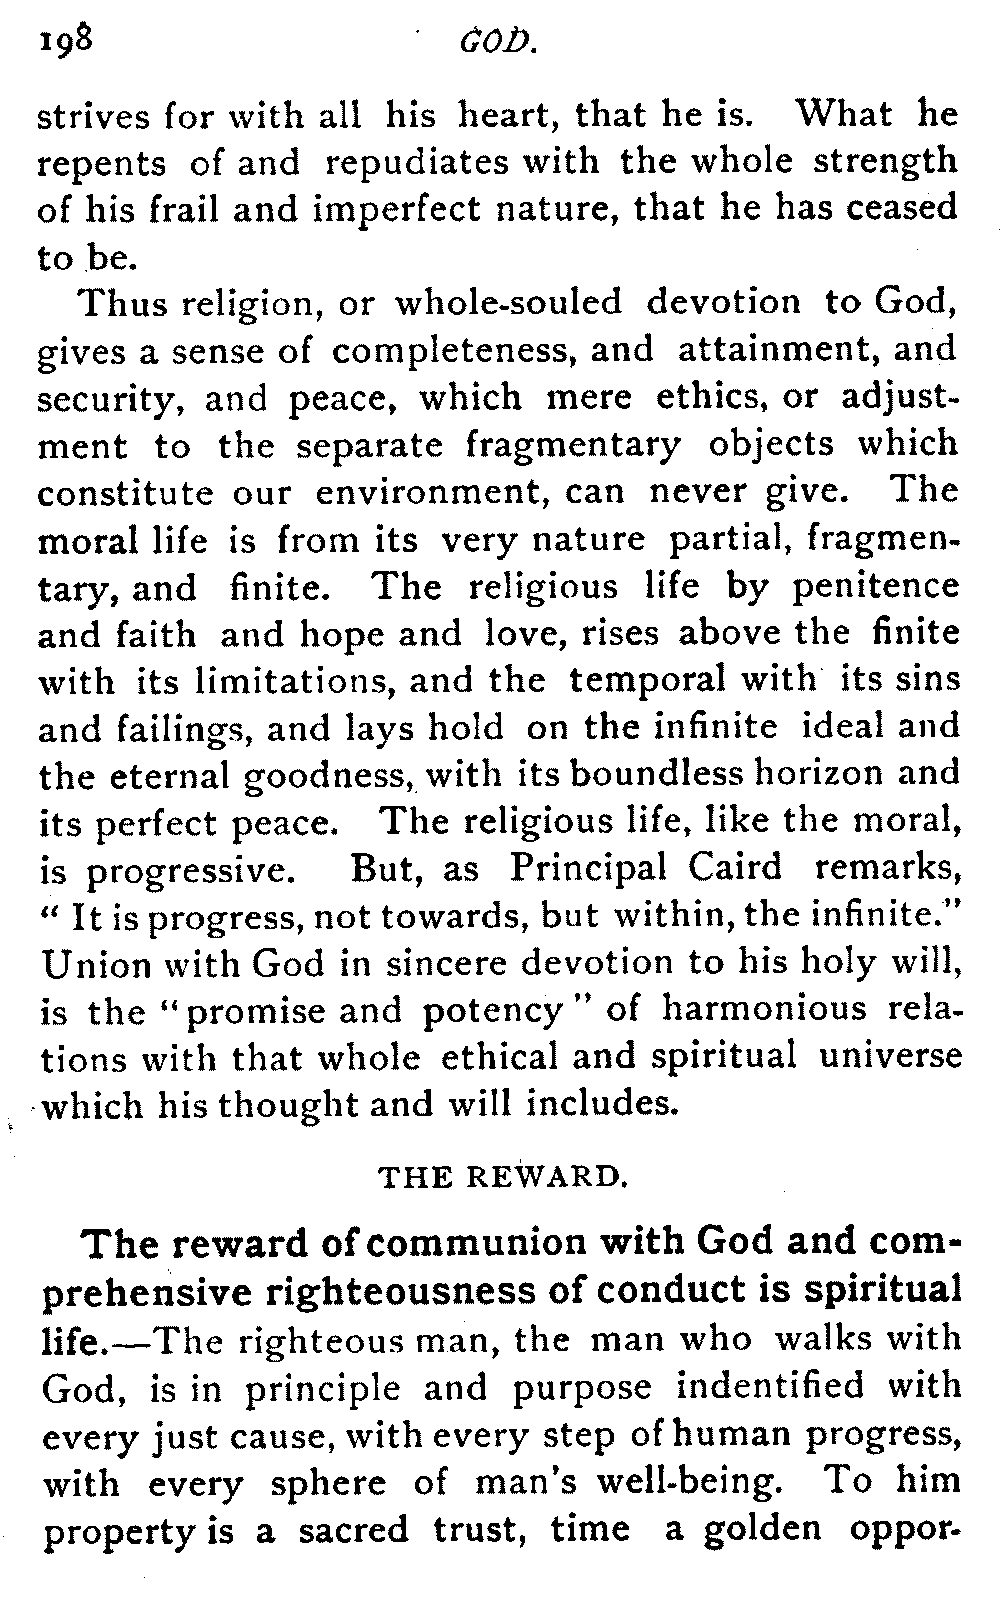 198 GOD.
strives for with all his heart, that he is. What he
repents of and repudiates with the whole strength
of his frail and imperfect nature, that he has ceased
to be.
Thus religion, or whole-souled devotion to God,
gives a sense of completeness, and attainment, and
security, and peace, which mere ethics, or adjust-
ment to the separate fragmentary objects which
constitute our environment, can never give. The
moral life is from its very nature partial, fragmen-
tary, and finite. The religious life by penitence
and faith and hope and love, rises above the finite
with its limitations, and the temporal with its sins
and failings, and lays hold on the infinite ideal and
the eternal goodness, with its boundless horizon and
its perfect peace. The religious life, like the moral,
is progressive. But, as Principal Caird remarks,
“ It is progress, not towards, but within, the infinite.”
Union with God in sincere devotion to his holy will,
is the “promise and potency” of harmonious rela-
tions with that whole ethical and spiritual universe
which his thought and will includes.
THE REWARD.
The reward of communion with God and com-
prehensive righteousness of conduct is spiritual
life.—The righteous man, the man who walks with
God, is in principle and purpose indentified with
every just cause, with every step of human progress,
with every sphere of man's well-being. To him
property is a sacred trust, time a golden oppor-